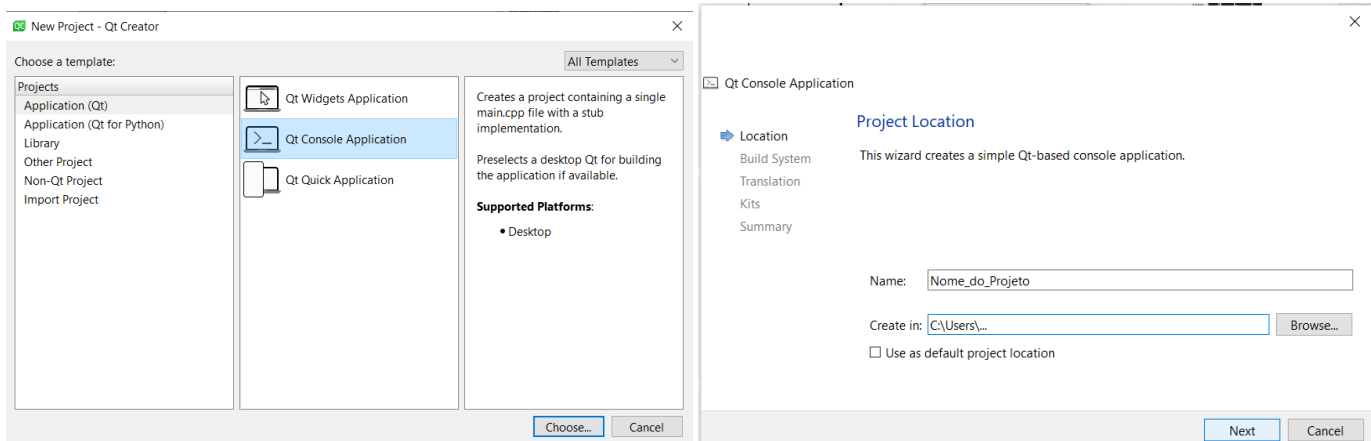 New Project - Qt Creator
Choose a template:
All Templates
Projects
Application (Qt)
Application (Qt for Python)
Library
Other Project
Non-Qt Project
Import Project
Qt Widgets Application
Qt Console Application
Qt Quick Application
Creates a project containing a single
main.cpp file with a stub
implementation.
Preselects a desktop Qt for building
the application if available.
Supported Platforms:
• Desktop
Choose...
Cancel
Qt Console Application
Location
Build System
Translation
Kits
Summary
Project Location
This wizard creates a simple Qt-based console application.
Name: Nome_do_Projeto
Create in: C:\Users\... Browse...
Use as default project location
Next
Cancel